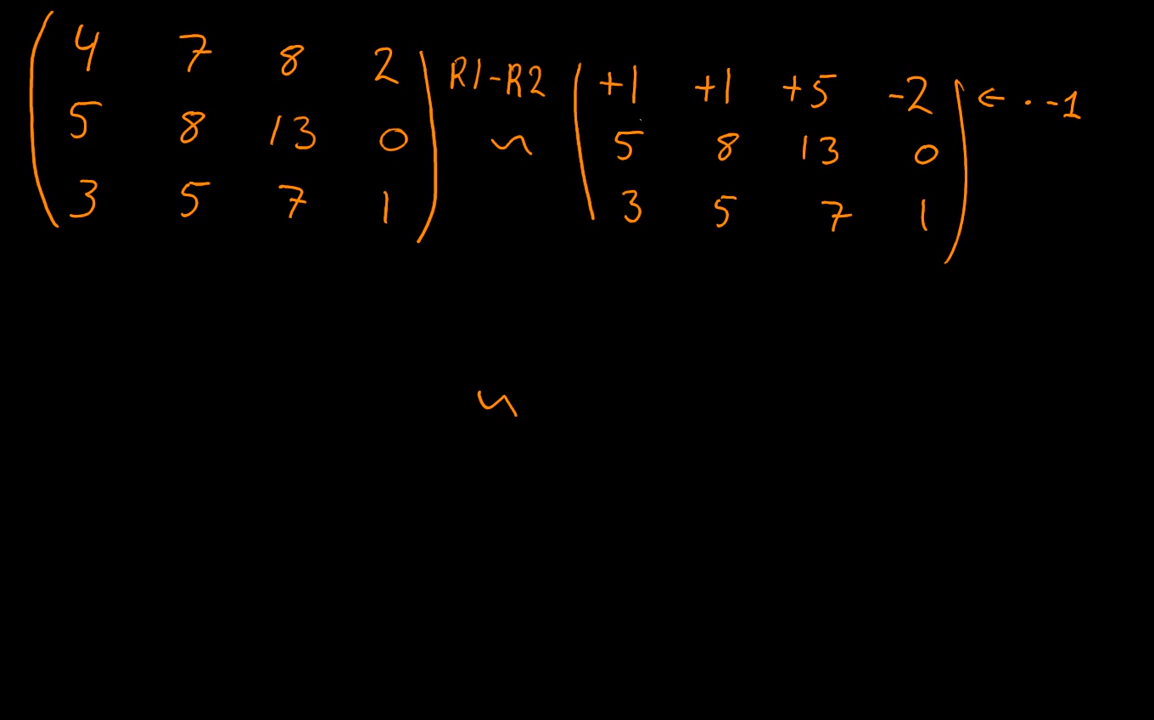 4 7 8 2 R1-R2 +1 +1 +5 -2 ← · -1
5 8 13 0 ~ 5 8 13 0
3 5 7 1 3 5 7 1
~